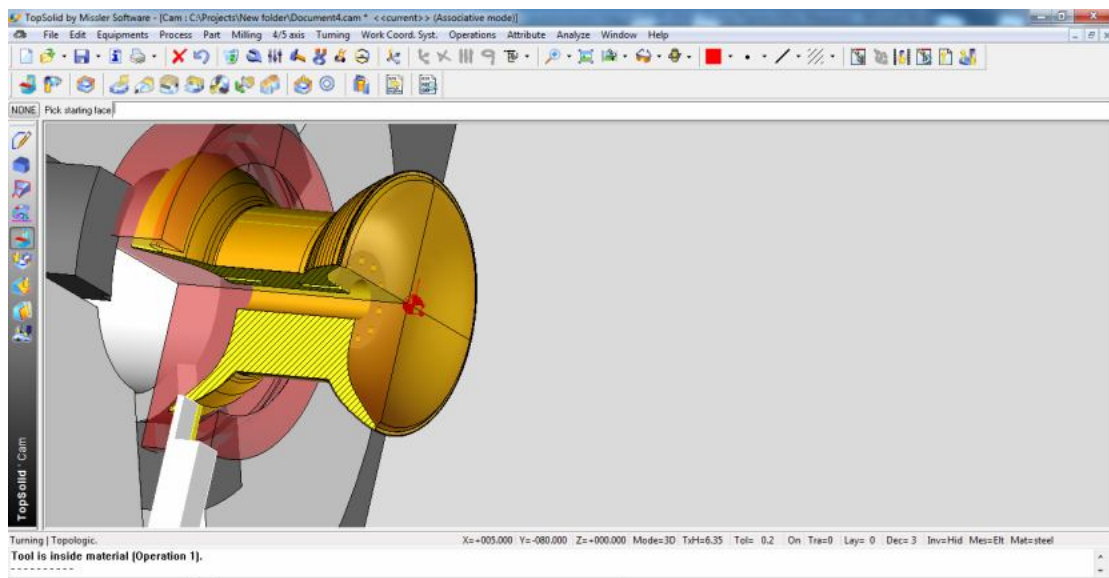 TopSolid by Missler Software - [Cam : C:\Projects\New folder\Document4.cam * <<current>> (Associative mode)]
File Edit Equipments Process Part Milling 4/5 axis Turning Work Coord. Syst. Operations Attribute Analyze Window Help
NONE Pick starting face
TopSolid'Cam
Turning | Topologic. X=+005.000 Y=-080.000 Z=+000.000 Mode=3D TxH=6.35 Tol= 0.2 On Tra=0 Lay= 0 Dec= 3 Inv=Hid Mes=Elt Mat=steel
Tool is inside material (Operation 1).
----------